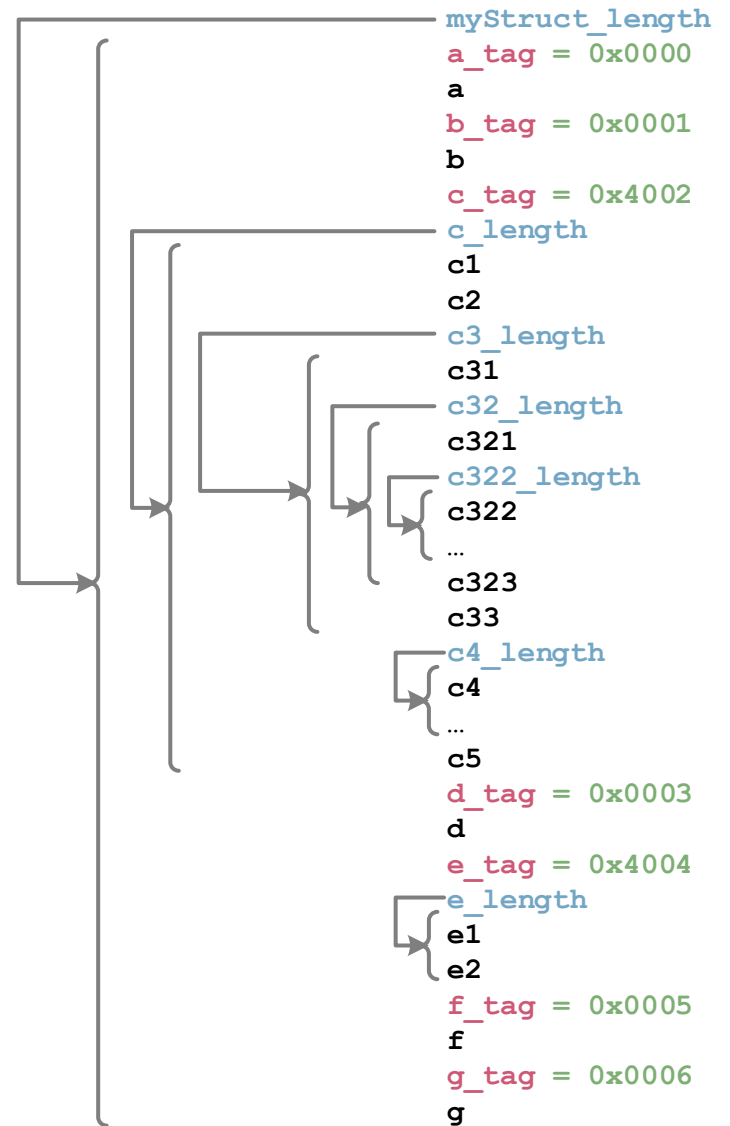 myStruct_length
a_tag = 0x0000
a
b_tag = 0x0001
b
c_tag = 0x4002
c_length
c1
c2
c3_length
c31
c32_length
c321
c322_length
c322
…
c323
c33
c4_length
c4
…
c5
d_tag = 0x0003
d
e_tag = 0x4004
e_length
e1
e2
f_tag = 0x0005
f
g_tag = 0x0006
g